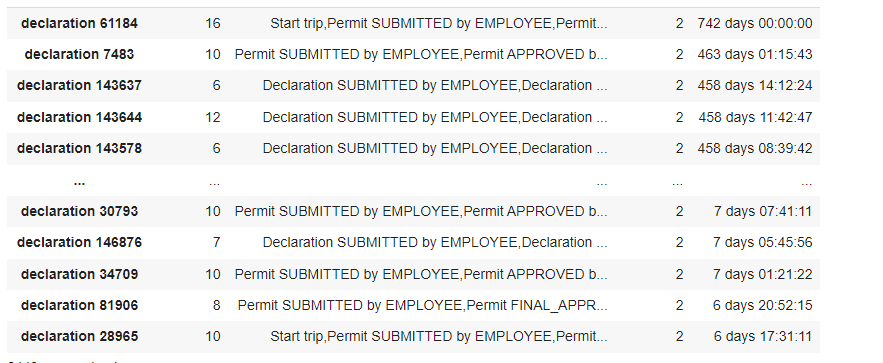 declaration 61184 16 Start trip,Permit SUBMITTED by EMPLOYEE,Permit... 2 742 days 00:00:00
declaration 7483 10 Permit SUBMITTED by EMPLOYEE,Permit APPROVED b... 2 463 days 01:15:43
declaration 143637 6 Declaration SUBMITTED by EMPLOYEE,Declaration ... 2 458 days 14:12:24
declaration 143644 12 Declaration SUBMITTED by EMPLOYEE,Declaration ... 2 458 days 11:42:47
declaration 143578 6 Declaration SUBMITTED by EMPLOYEE,Declaration ... 2 458 days 08:39:42
... ... ... ... ...
declaration 30793 10 Permit SUBMITTED by EMPLOYEE,Permit APPROVED b... 2 7 days 07:41:11
declaration 146876 7 Declaration SUBMITTED by EMPLOYEE,Declaration ... 2 7 days 05:45:56
declaration 34709 10 Permit SUBMITTED by EMPLOYEE,Permit APPROVED b... 2 7 days 01:21:22
declaration 81906 8 Permit SUBMITTED by EMPLOYEE,Permit FINAL_APPR... 2 6 days 20:52:15
declaration 28965 10 Start trip,Permit SUBMITTED by EMPLOYEE,Permit... 2 6 days 17:31:11